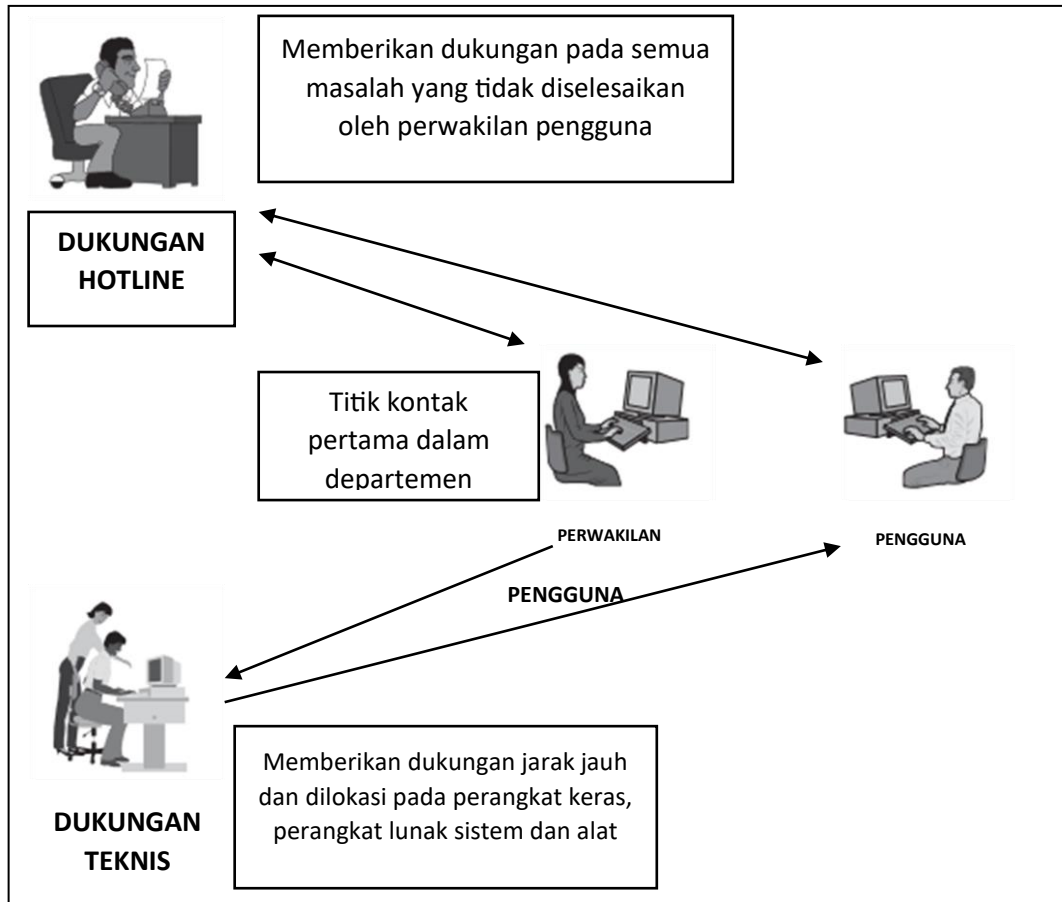 Memberikan dukungan pada semua
masalah yang tidak diselesaikan
oleh perwakilan pengguna
DUKUNGAN
HOTLINE
Titik kontak
pertama dalam
departemen
PERWAKILAN
PENGGUNA
PENGGUNA
Memberikan dukungan jarak jauh
dan dilokasi pada perangkat keras,
perangkat lunak sistem dan alat
DUKUNGAN
TEKNIS